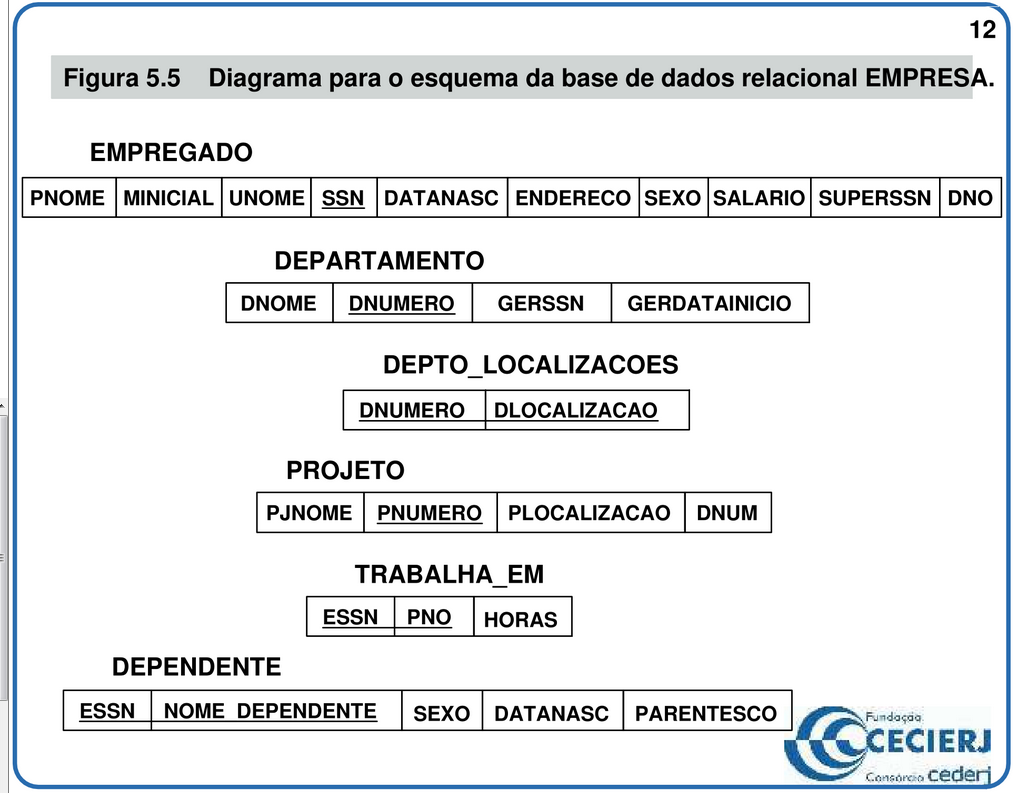 12
Figura 5.5 Diagrama para o esquema da base de dados relacional EMPRESA.
EMPREGADO
PNOME MINICIAL UNOME SSN DATANASC ENDERECO SEXO SALARIO SUPERSSN DNO
DEPARTAMENTO
DNOME DNUMERO GERSSN GERDATAINICIO
DEPTO_LOCALIZACOES
DNUMERO DLOCALIZACAO
PROJETO
PJNOME PNUMERO PLOCALIZACAO DNUM
TRABALHA_EM
ESSN PNO HORAS
DEPENDENTE
ESSN NOME_DEPENDENTE SEXO DATANASC PARENTESCO
Fundação
CECIERJ
Consórcio cederj